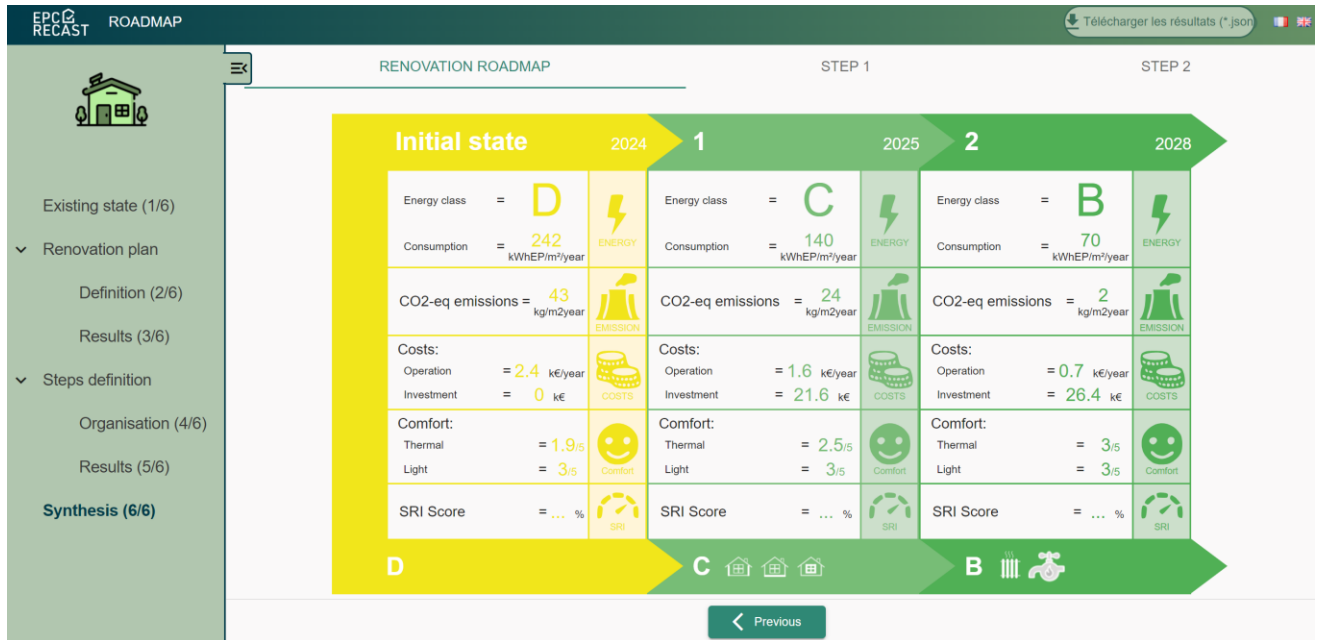 EPC RECAST ROADMAP
Télécharger les résultats (*.json)
RENOVATION ROADMAP STEP 1 STEP 2
Existing state (1/6)
Renovation plan
Definition (2/6)
Results (3/6)
Steps definition
Organisation (4/6)
Results (5/6)
Synthesis (6/6)
Initial state 2024
Energy class = D
Consumption = 242 kWhEP/m²/year
ENERGY
CO2-eq emissions = 43 kg/m2year
EMISSION
Costs:
Operation = 2.4 k€/year
Investment = 0 k€
COSTS
Comfort:
Thermal = 1.9/5
Light = 3/5
Comfort
SRI Score = ... %
SRI
D
1 2025
Energy class = C
Consumption = 140 kWhEP/m²/year
ENERGY
CO2-eq emissions = 24 kg/m2year
EMISSION
Costs:
Operation = 1.6 k€/year
Investment = 21.6 k€
COSTS
Comfort:
Thermal = 2.5/5
Light = 3/5
Comfort
SRI Score = ... %
SRI
C
2 2028
Energy class = B
Consumption = 70 kWhEP/m²/year
ENERGY
CO2-eq emissions = 2 kg/m2year
EMISSION
Costs:
Operation = 0.7 k€/year
Investment = 26.4 k€
COSTS
Comfort:
Thermal = 3/5
Light = 3/5
Comfort
SRI Score = ... %
SRI
B
Previous